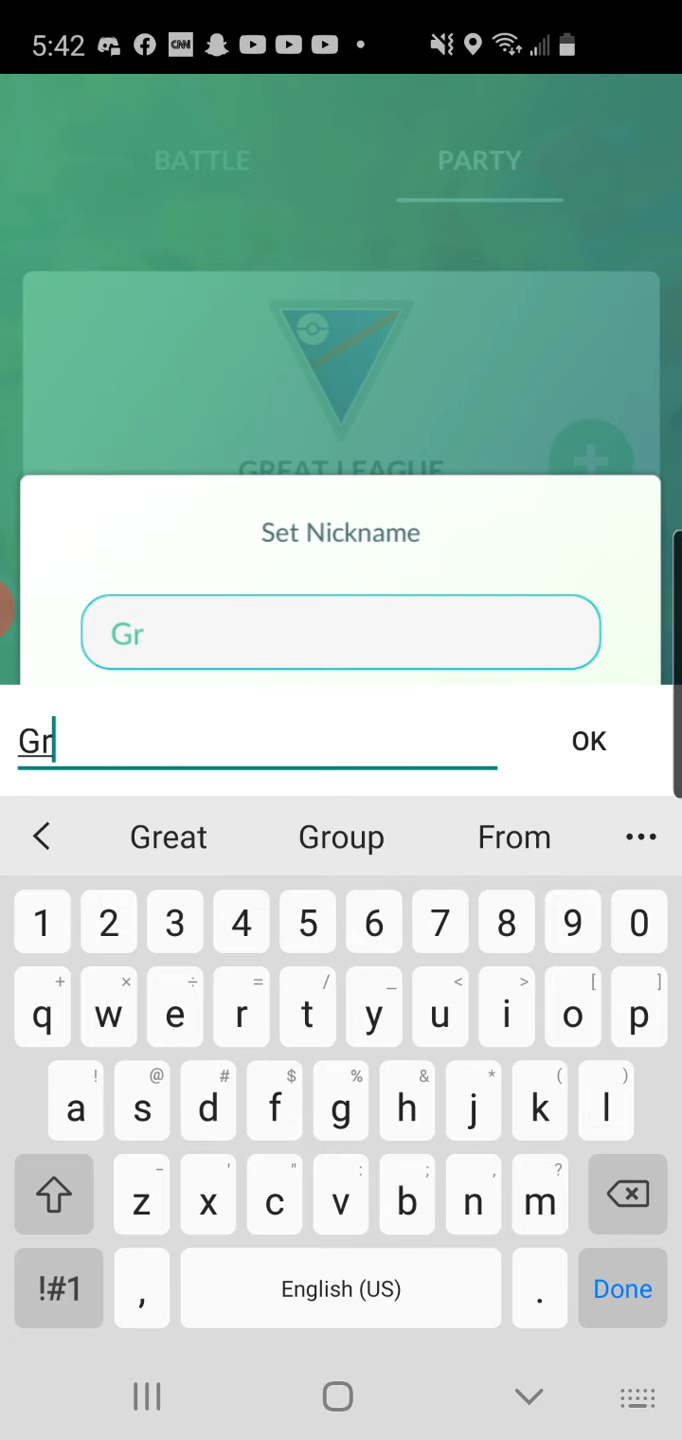 5:42 CNN
BATTLE PARTY
GREAT LEAGUE
Set Nickname
Gr
Gr OK
Great Group From
1 2 3 4 5 6 7 8 9 0
+ × ÷ = / _ < > [ ]
q w e r t y u i o p
! @ # $ % & * ( )
a s d f g h j k l
- ' " : ; , ?
z x c v b n m
!#1 , English (US) . Done